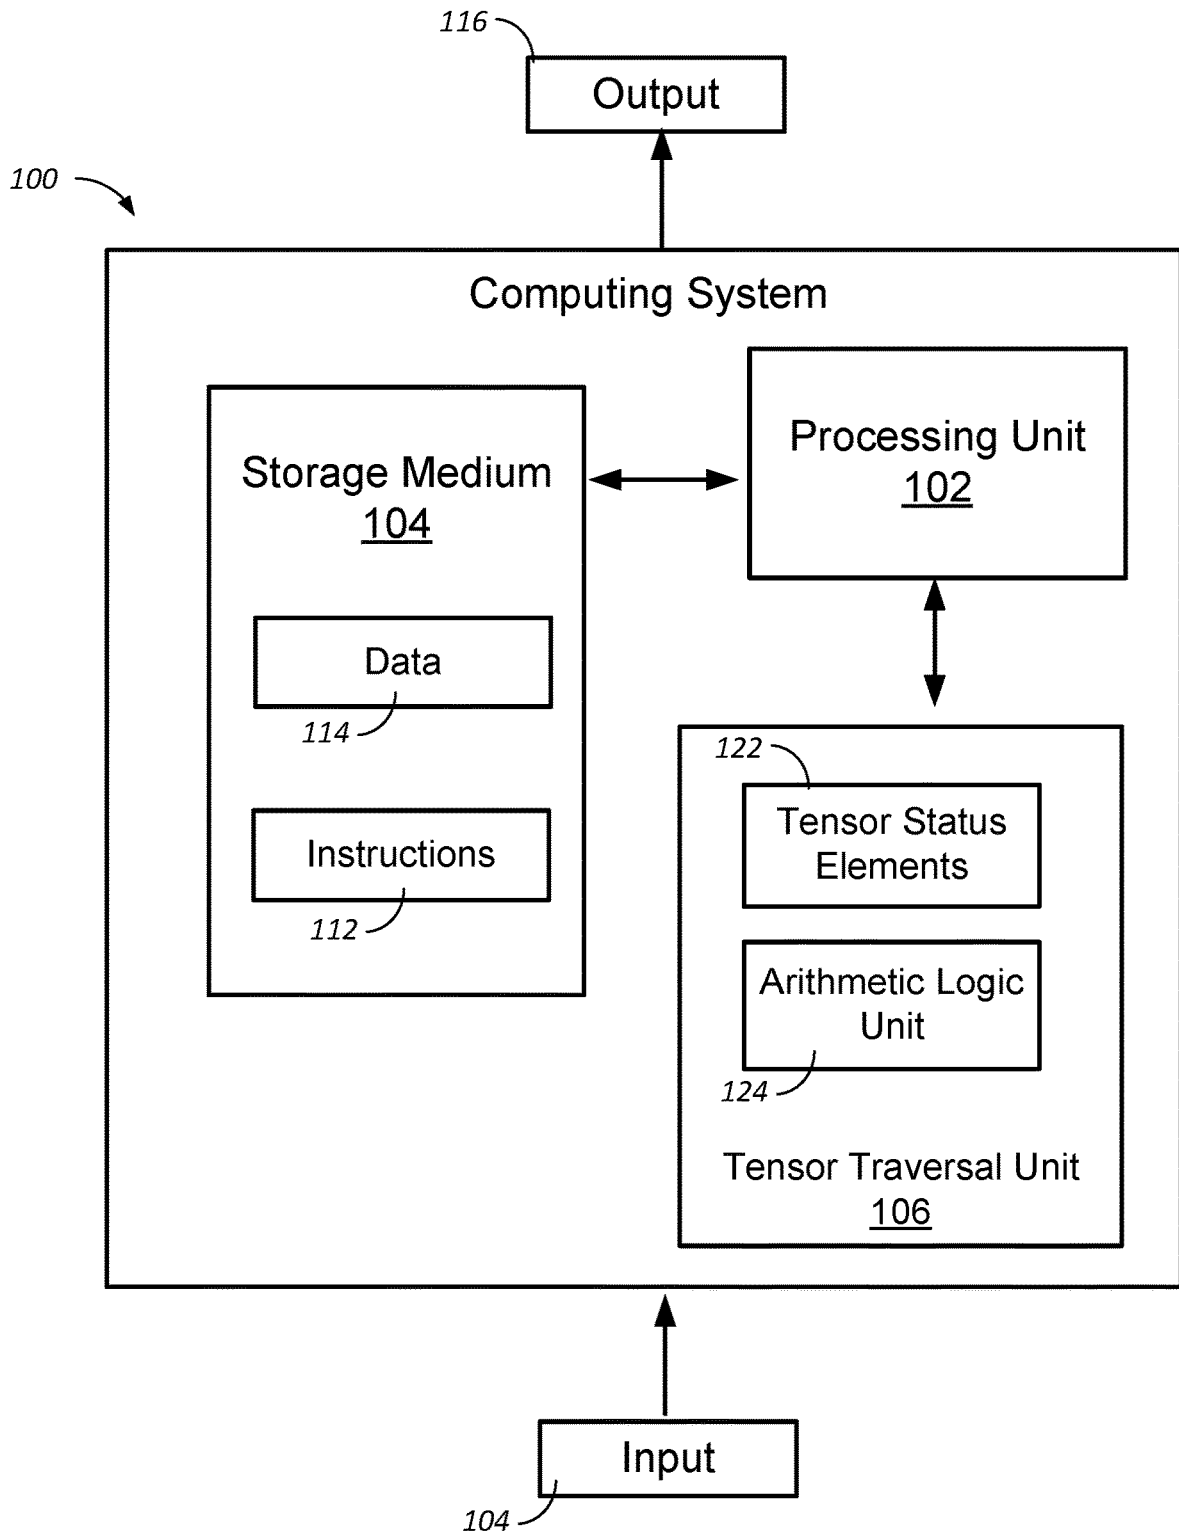 116
Output
100
Computing System
Processing Unit
102
Storage Medium
104
Data
114
Instructions
112
122
Tensor Status
Elements
Arithmetic Logic
Unit
124
Tensor Traversal Unit
106
Input
104